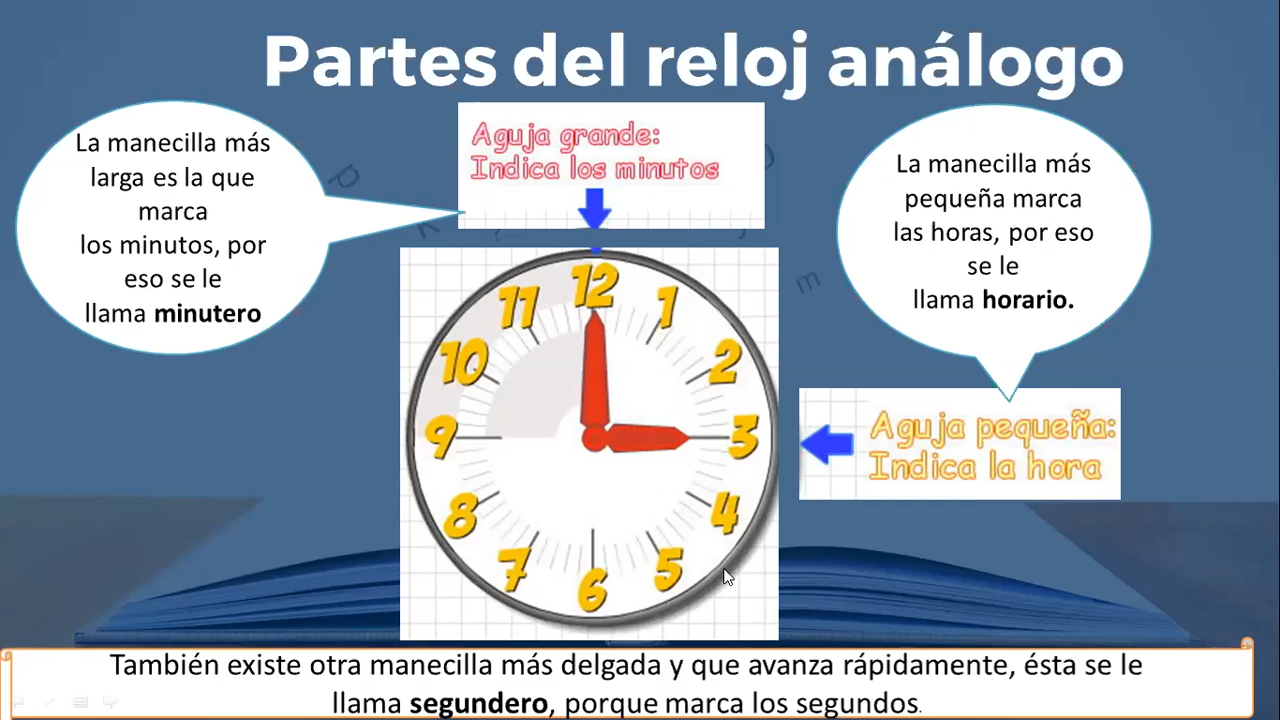 Partes del reloj análogo
La manecilla más
larga es la que
marca
los minutos, por
eso se le
llama minutero
Aguja grande:
Indica los minutos
La manecilla más
pequeña marca
las horas, por eso
se le
llama horario.
Aguja pequeña:
Indica la hora
12
11
1
10
2
9
3
8
4
7
5
6
También existe otra manecilla más delgada y que avanza rápidamente, ésta se le
llama segundero, porque marca los segundos.